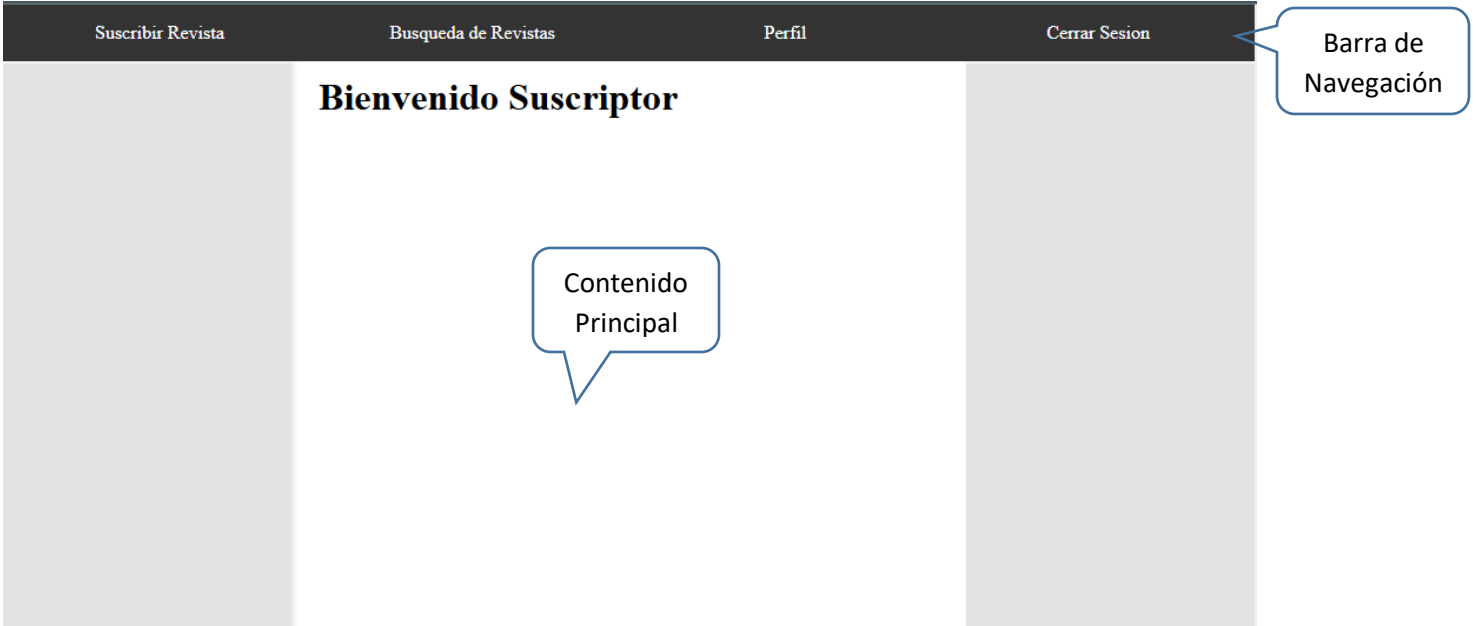 Suscribir Revista Busqueda de Revistas Perfil Cerrar Sesion
Barra de
Navegación
Bienvenido Suscriptor
Contenido
Principal